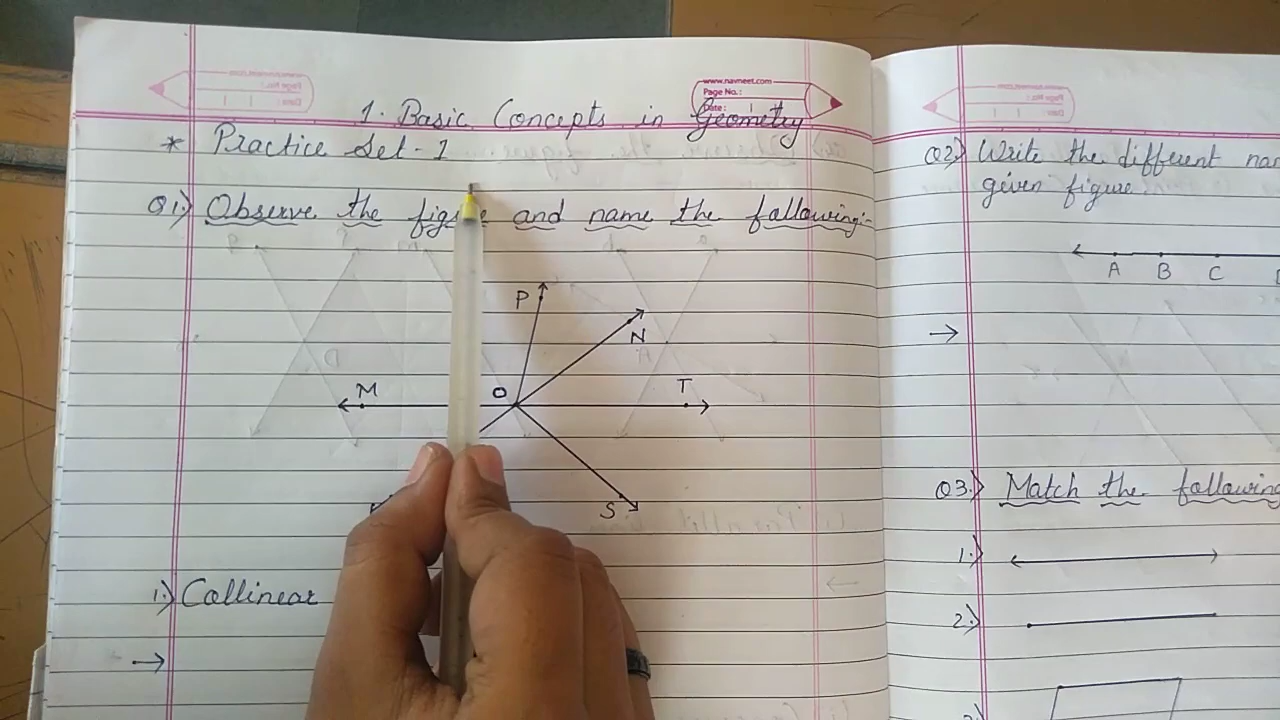 www.navneet.com
Page No.:
Date:
1. Basic Concepts in Geometry
* Practice Set-1
Q1.) Observe the figure and name the following:-
P
N
M
O
T
S
1.) Collinear
Q2.) Write the different
given figure.
A B C
Q3.) Match the following
1.)
2.)